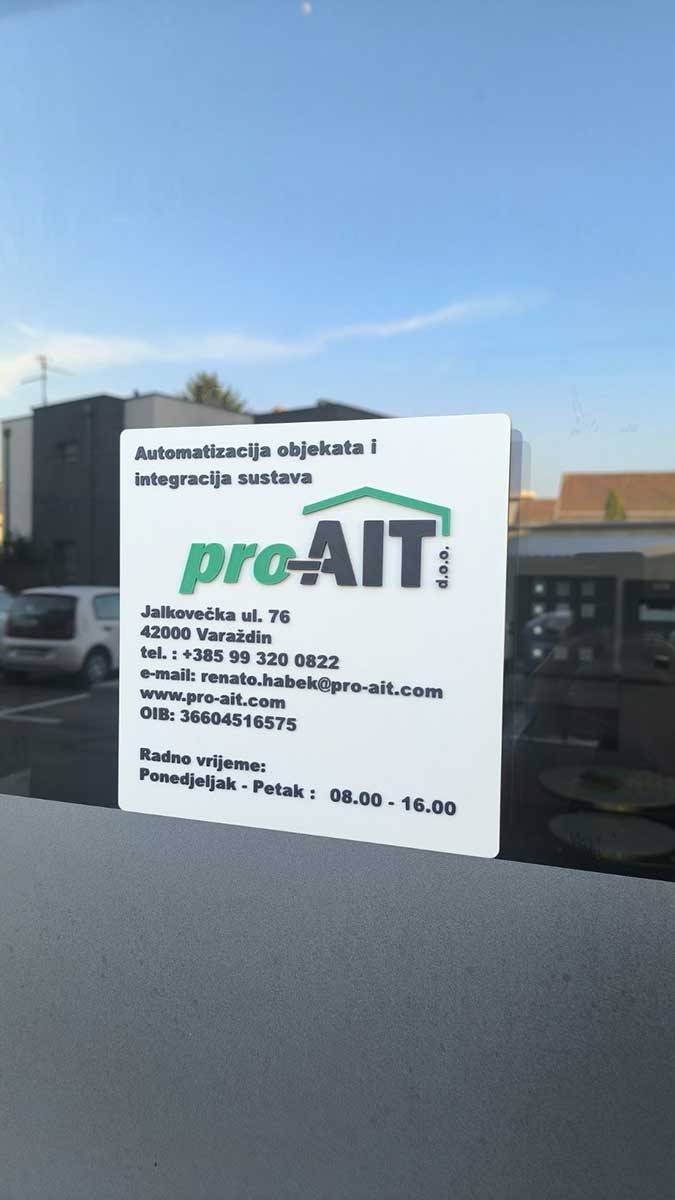 Automatizacija objekata i
integracija sustava
pro-AIT d.o.o.
Jalkovečka ul. 76
42000 Varaždin
tel. : +385 99 320 0822
e-mail: renato.habek@pro-ait.com
www.pro-ait.com
OIB: 36604516575
Radno vrijeme:
Ponedjeljak - Petak : 08.00 - 16.00